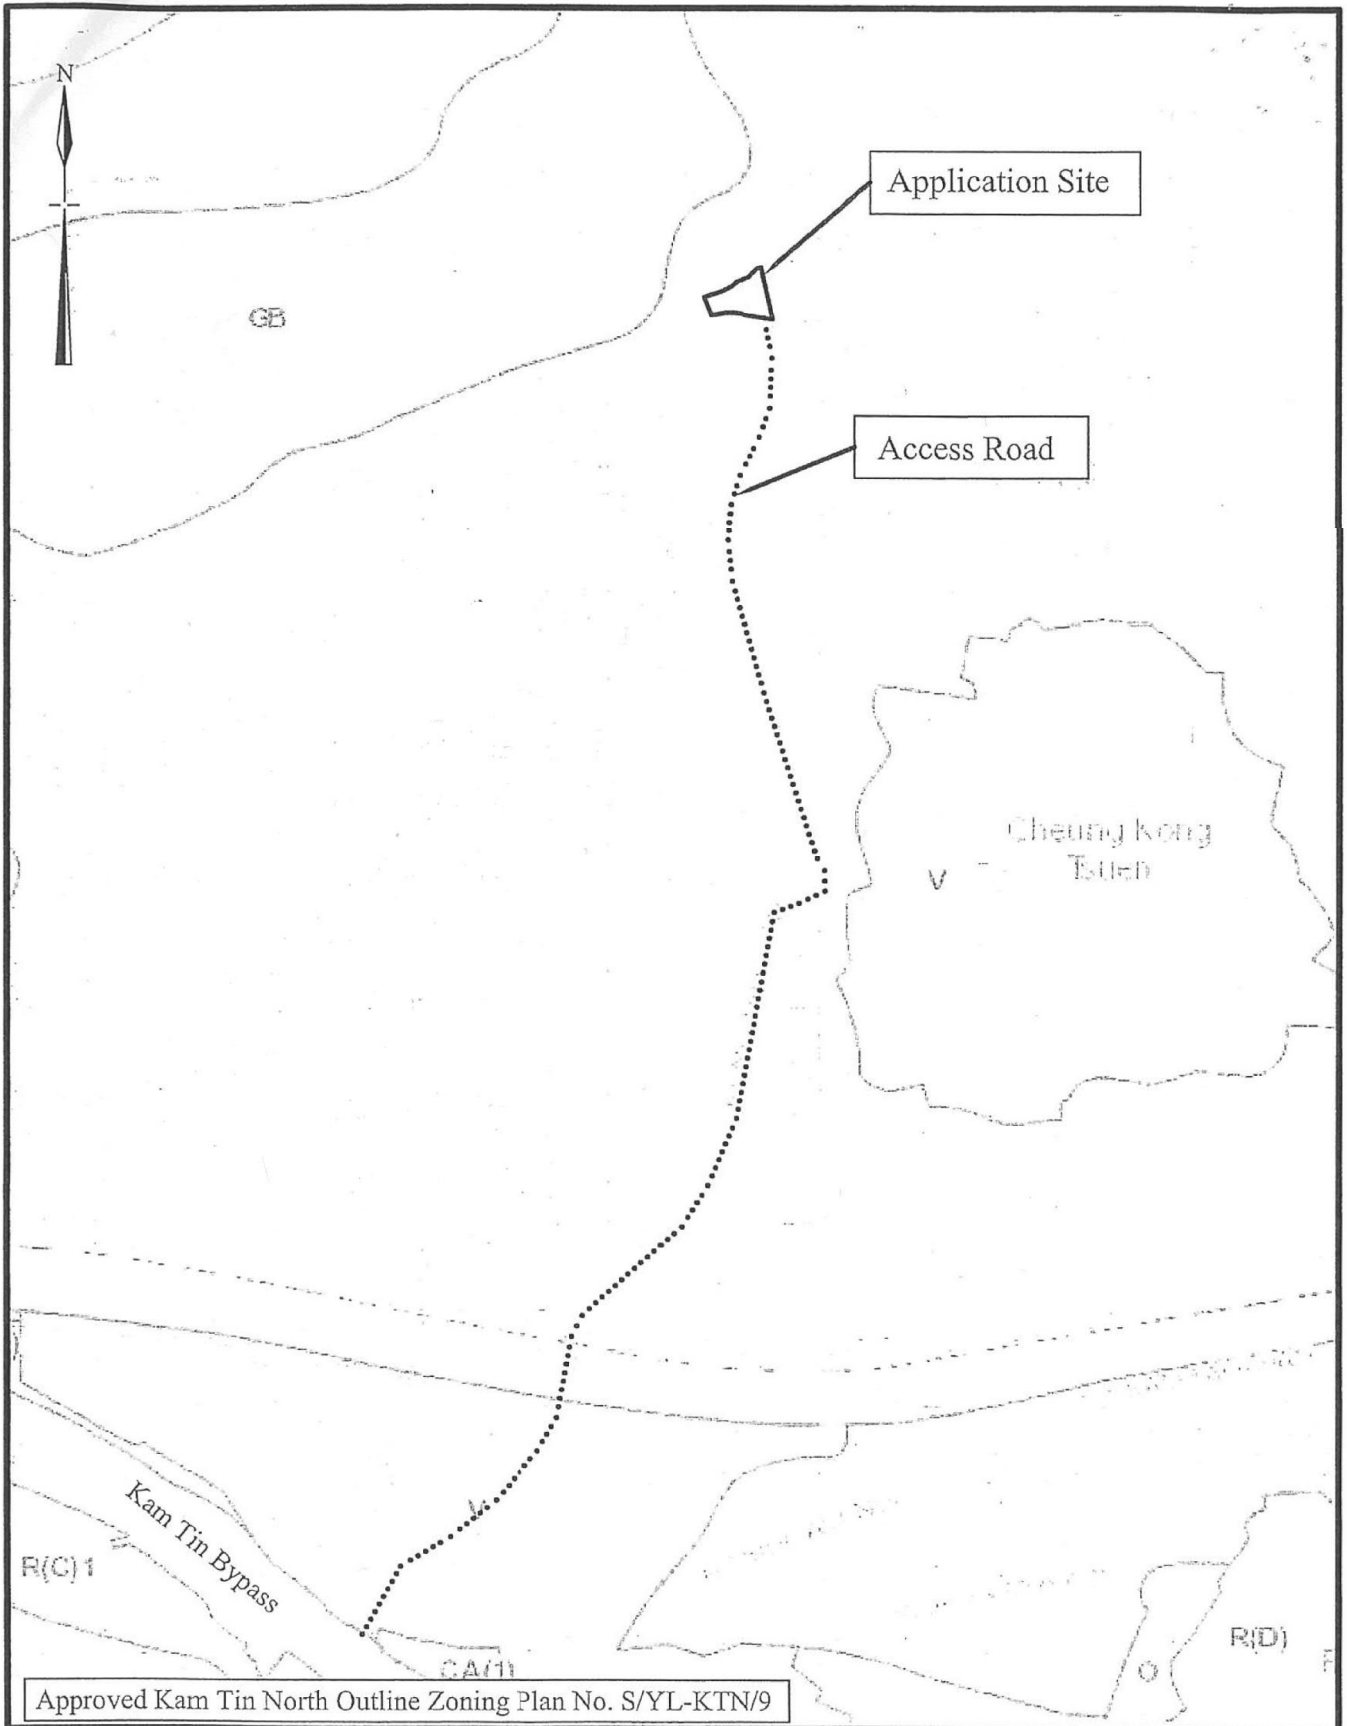 N
Application Site
GB
Access Road
Cheung Kong
Tsuen
V
V
Kam Tin Bypass
R(C)1
R(D)
O
CA(1)
Approved Kam Tin North Outline Zoning Plan No. S/YL-KTN/9